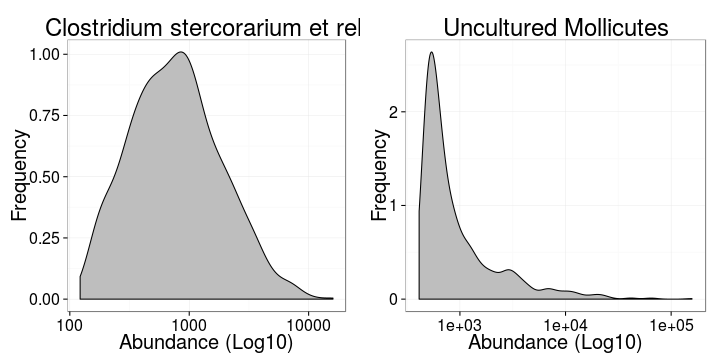 Clostridium stercorarium et rel
Frequency
1.00
0.75
0.50
0.25
0.00
100 1000 10000
Abundance (Log10)
Uncultured Mollicutes
Frequency
2
1
0
1e+03 1e+04 1e+05
Abundance (Log10)